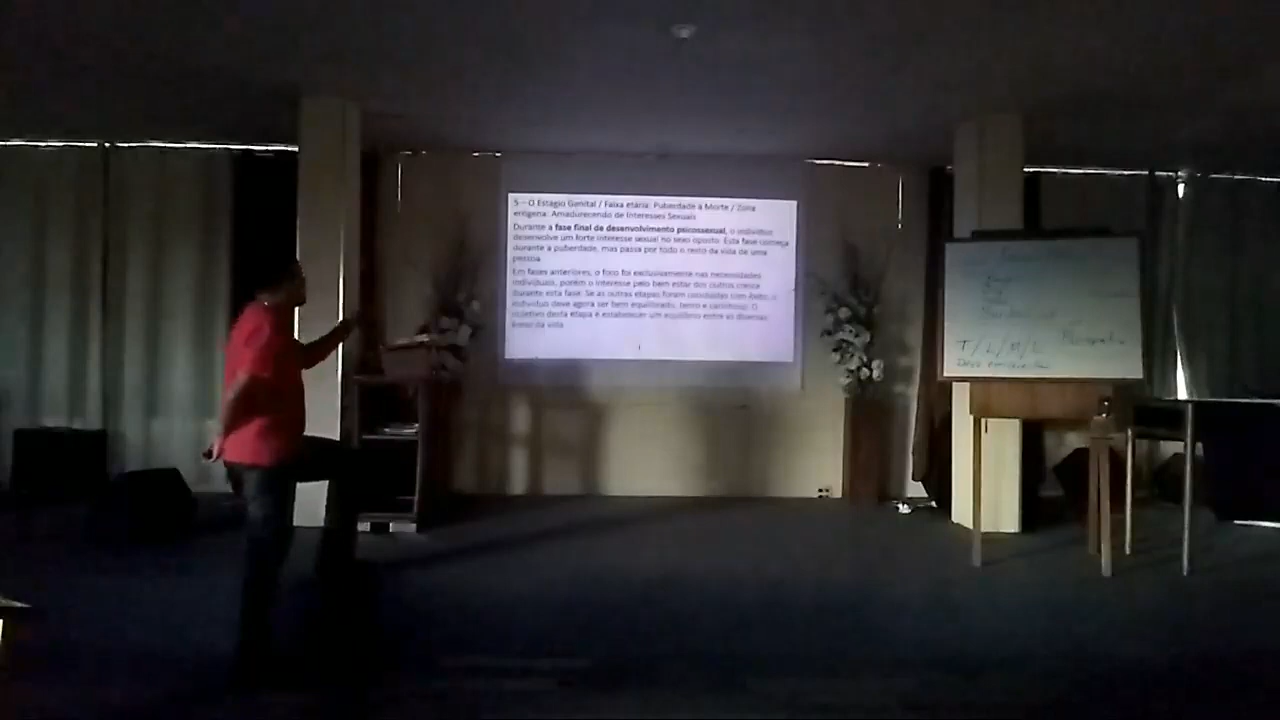 5 – O Estágio Genital / Faixa etária: Puberdade à Morte / Zona
erógena: Amadurecendo de Interesses Sexuais
Durante a fase final de desenvolvimento psicossexual, o indivíduo
desenvolve um forte interesse sexual no sexo oposto. Esta fase começa
durante a puberdade, mas passa por todo o resto da vida de uma
pessoa.
Em fases anteriores, o foco foi exclusivamente nas necessidades
individuais, porém o interesse pelo bem estar dos outros cresce
durante esta fase. Se as outras etapas foram concluídas com êxito, o
indivíduo deve agora ser bem equilibrado, terno e carinhoso. O
objetivo desta etapa é estabelecer um equilíbrio entre as diversas
áreas da vida.
T / L / M / L